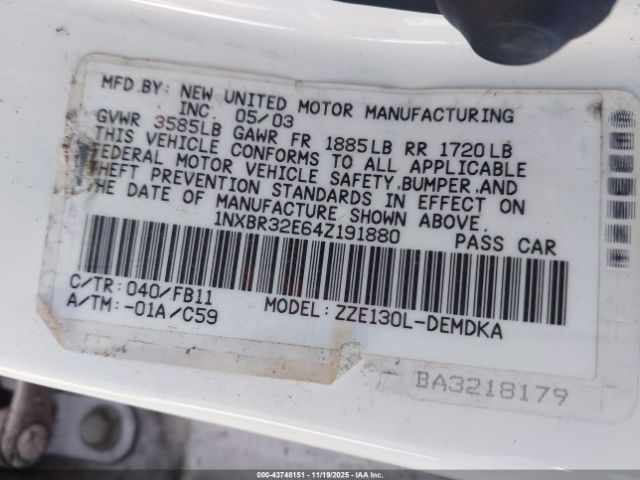 MFD.BY: NEW UNITED MOTOR MANUFACTURING
INC. 05/03
GVWR 3585LB GAWR FR 1885LB RR 1720LB
THIS VEHICLE CONFORMS TO ALL APPLICABLE
FEDERAL MOTOR VEHICLE SAFETY,BUMPER,AND
THEFT PREVENTION STANDARDS IN EFFECT ON
THE DATE OF MANUFACTURE SHOWN ABOVE.
1NXBR32E64Z191880 PASS CAR
C/TR: 040/FB11
A/TM: -01A/C59 MODEL: ZZE130L-DEMDKA
BA3218179
000-43748151 — 11/19/2025 — IAAI.COM